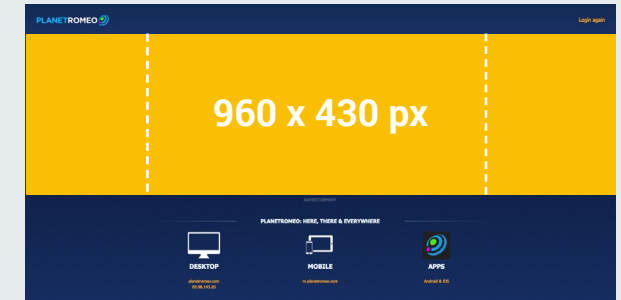 PLANETROMEO
Login again
960 x 430 px
ADVERTISEMENT
PLANETROMEO: HERE, THERE & EVERYWHERE
DESKTOP
MOBILE
APPS
planetromeo.com
m.planetromeo.com
Android & iOS